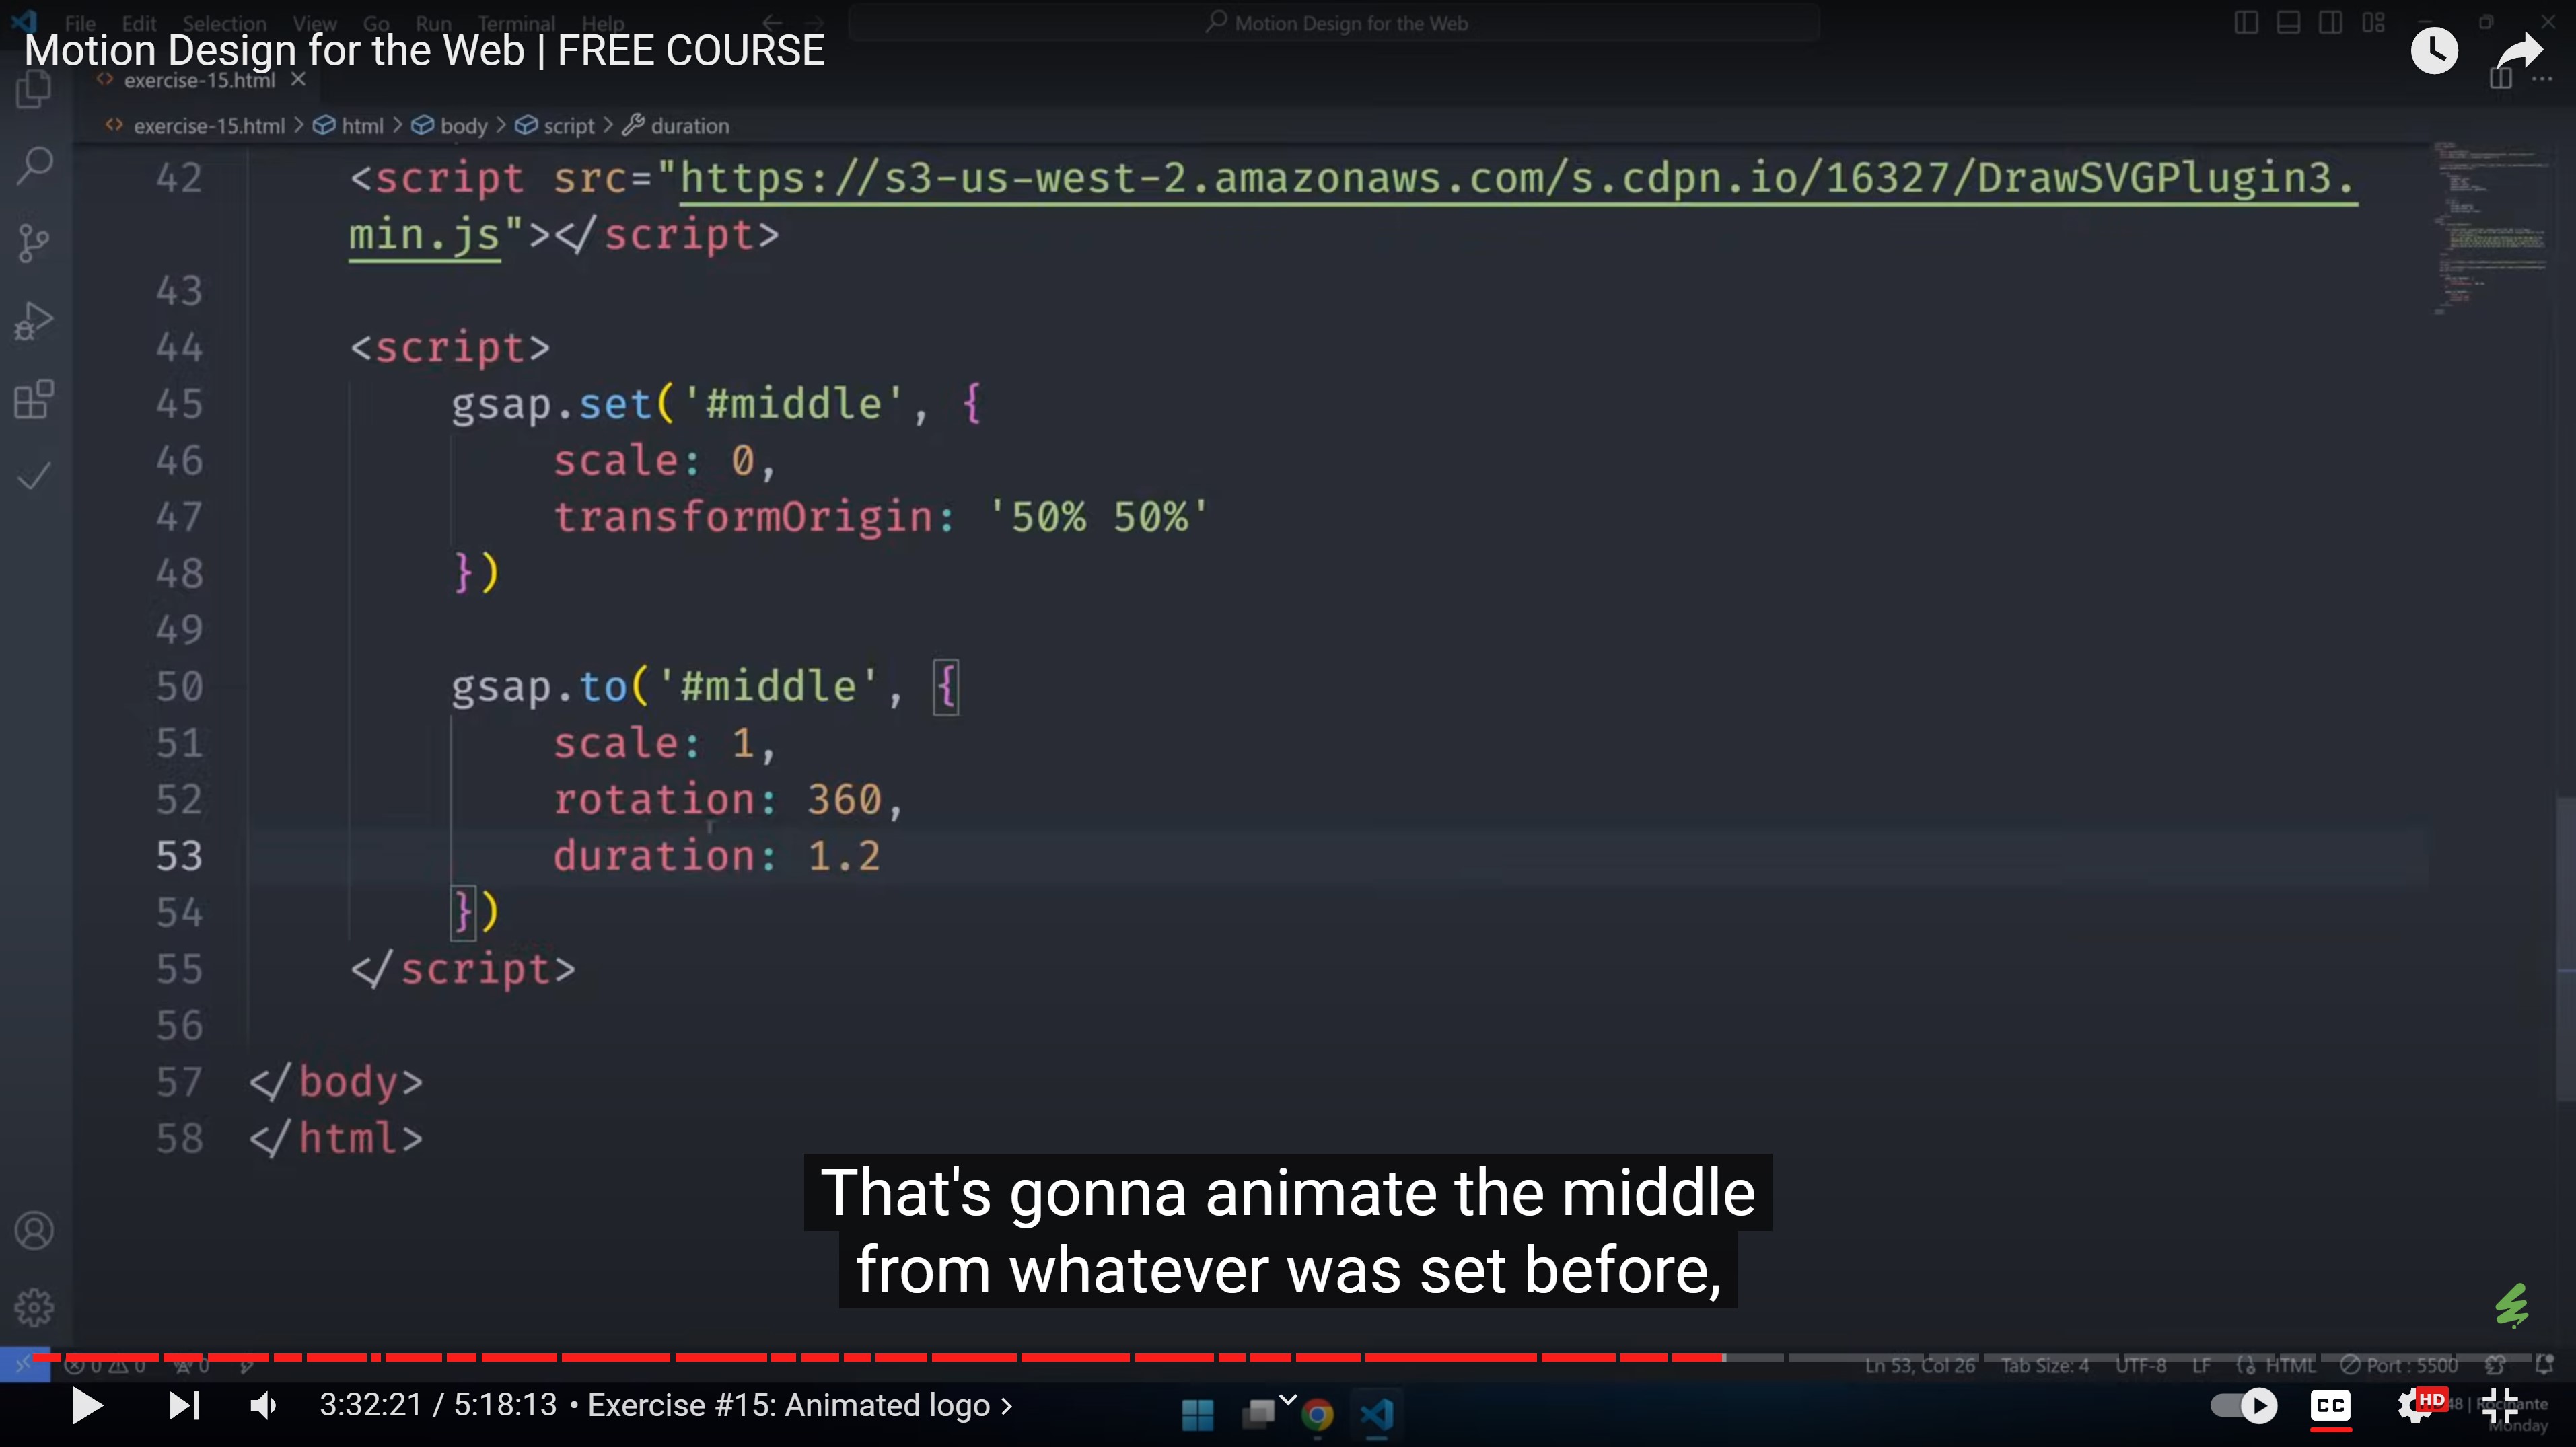 File Edit Selection View Go Run Terminal Help
Motion Design for the Web
Motion Design for the Web | FREE COURSE
exercise-15.html
exercise-15.html > html > body > script > duration
42 <script src="https://s3-us-west-2.amazonaws.com/s.cdpn.io/16327/DrawSVGPlugin3.
min.js"></script>
43
44 <script>
45 gsap.set('#middle', {
46 scale: 0,
47 transformOrigin: '50% 50%'
48 })
49
50 gsap.to('#middle', {
51 scale: 1,
52 rotation: 360,
53 duration: 1.2
54 })
55 </script>
56
57 </body>
58 </html>
That's gonna animate the middle
from whatever was set before,
0 0 0 Ln 53, Col 26 Tab Size: 4 UTF-8 LF HTML Port : 5500
3:32:21 / 5:18:13 • Exercise #15: Animated logo >
CC
HD
Monday